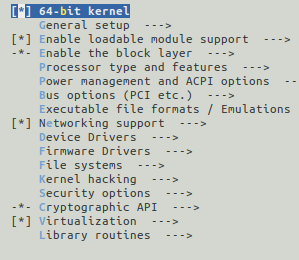 [*] 64-bit kernel
General setup --->
[*] Enable loadable module support --->
-*- Enable the block layer --->
Processor type and features --->
Power management and ACPI options --
Bus options (PCI etc.) --->
Executable file formats / Emulations
[*] Networking support --->
Device Drivers --->
Firmware Drivers --->
File systems --->
Kernel hacking --->
Security options --->
-*- Cryptographic API --->
[*] Virtualization --->
Library routines --->